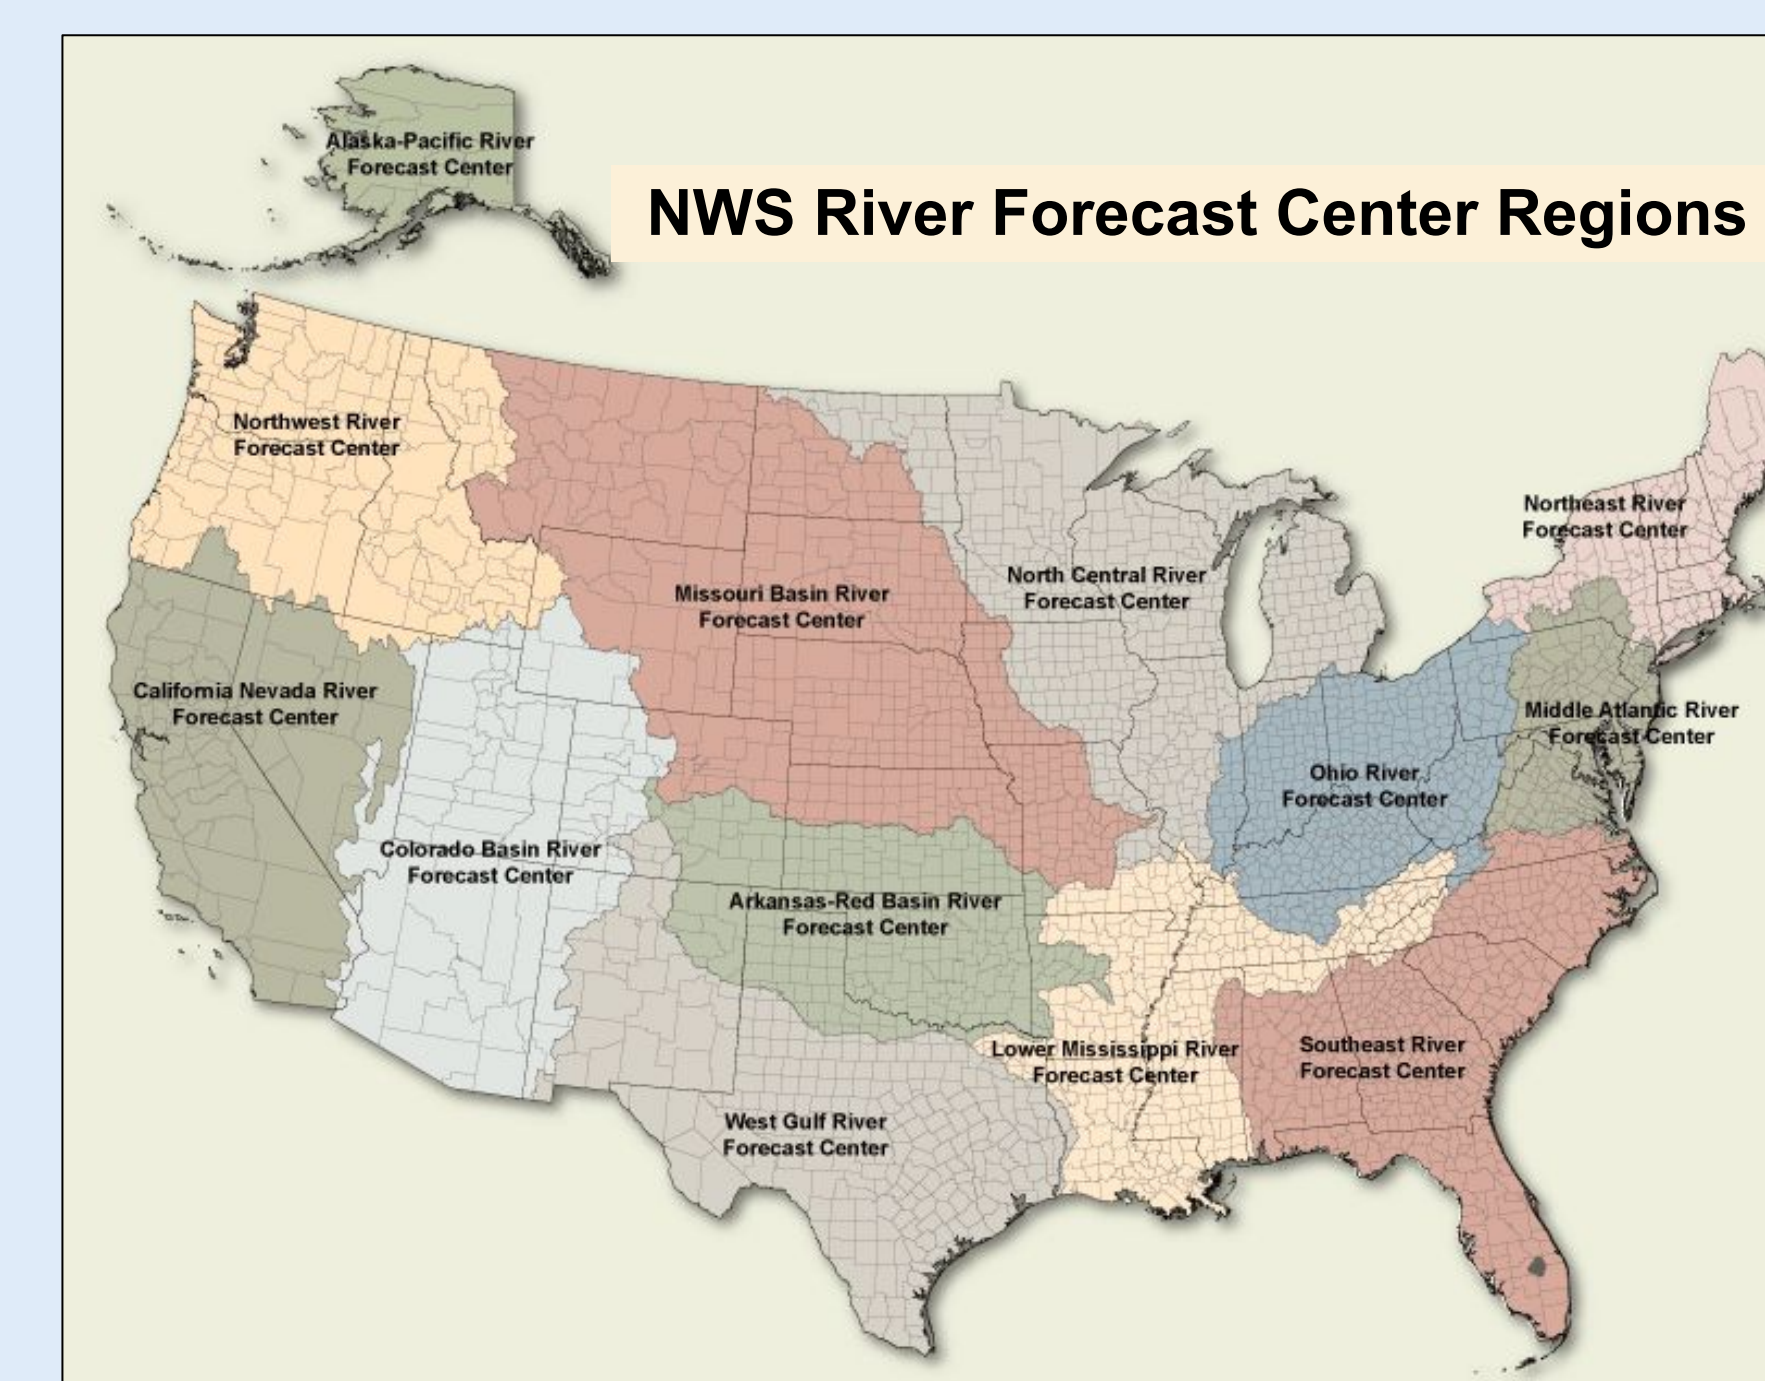 Alaska-Pacific River
Forecast Center
NWS River Forecast Center Regions
Northwest River
Forecast Center
Northeast River
Forecast Center
North Central River
Forecast Center
Missouri Basin River
Forecast Center
California Nevada River
Forecast Center
Middle Atlantic River
Forecast Center
Ohio River
Forecast Center
Colorado Basin River
Forecast Center
Arkansas-Red Basin River
Forecast Center
Lower Mississippi River
Forecast Center
Southeast River
Forecast Center
West Gulf River
Forecast Center